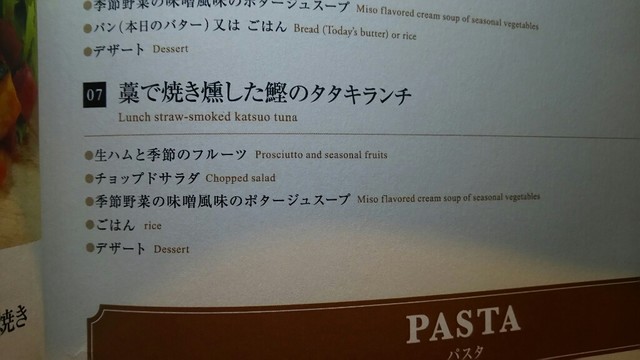 季節野菜の味噌風味のポタージュスープ Miso flavored cream soup of seasonal vegetables
●パン(本日のバター)又は ごはん Bread (Today's butter) or rice
●デザート Dessert
07 藁で焼き燻した鰹のタタキランチ
Lunch straw-smoked katsuo tuna
●生ハムと季節のフルーツ Prosciutto and seasonal fruits
●チョップドサラダ Chopped salad
●季節野菜の味噌風味のポタージュスープ Miso flavored cream soup of seasonal vegetables
●ごはん rice
●デザート Dessert
焼き
PASTA
パスタ